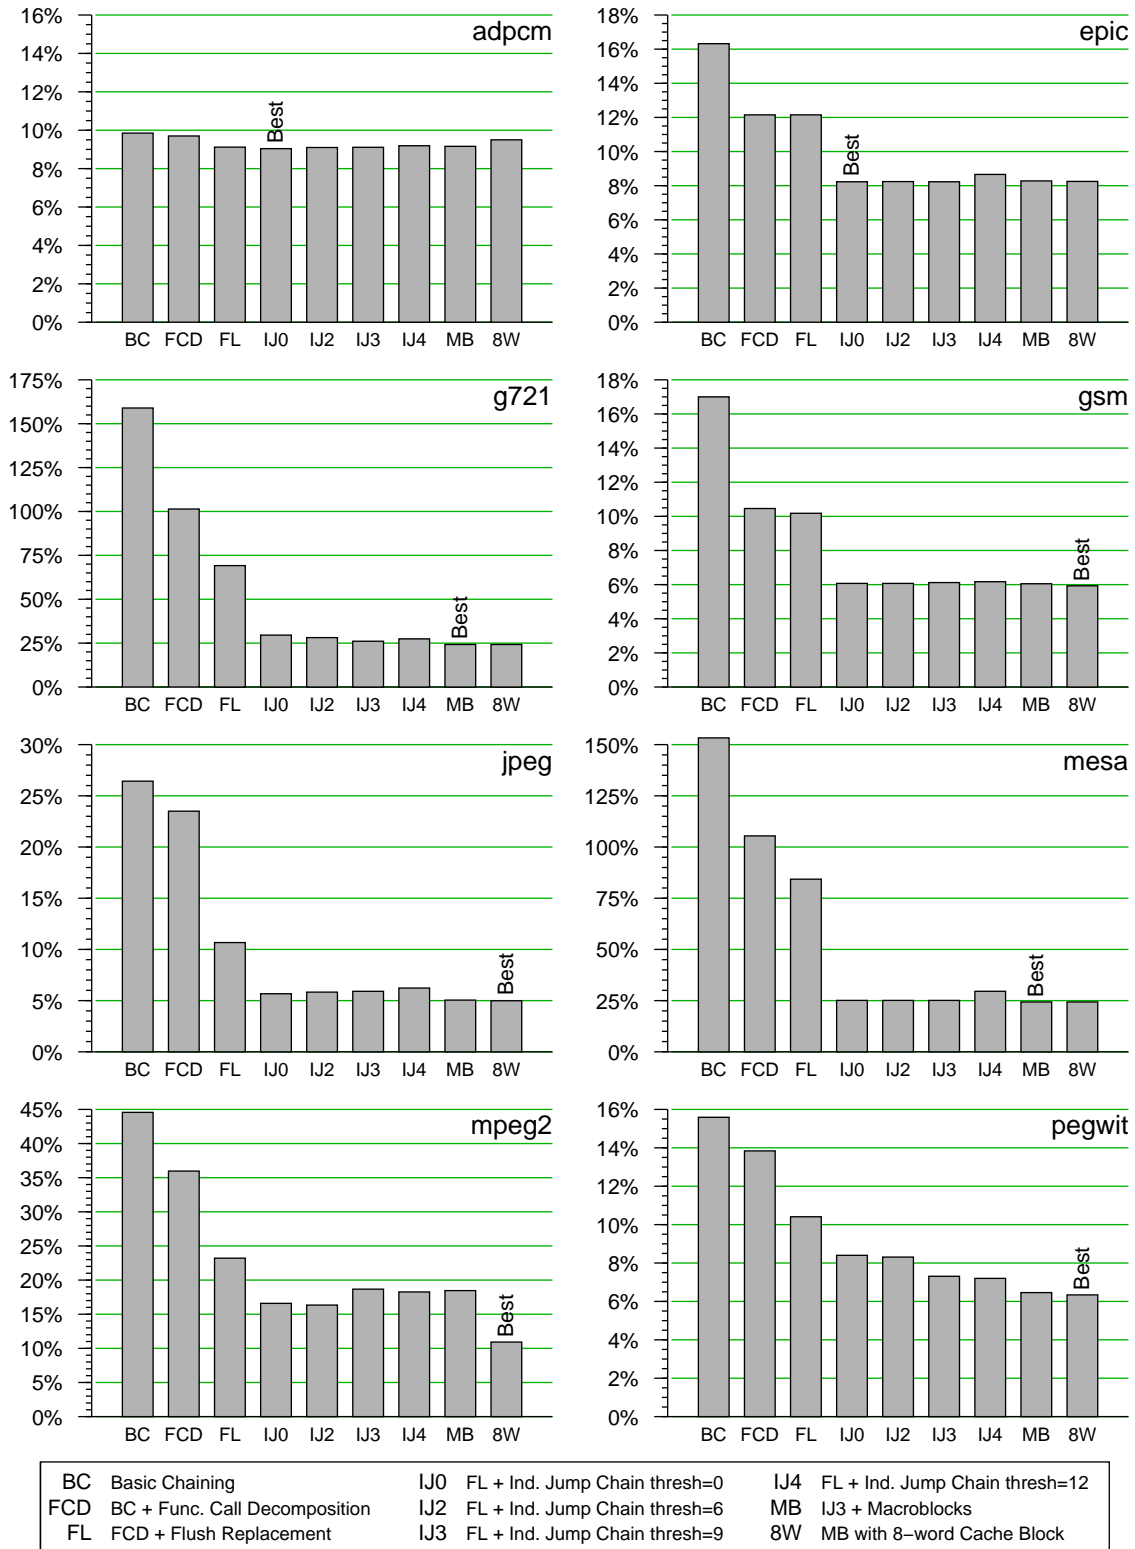 adpcm
16%
14%
12%
10%
8%
6%
4%
2%
0%
Best
BC FCD FL IJ0 IJ2 IJ3 IJ4 MB 8W
epic
18%
16%
14%
12%
10%
8%
6%
4%
2%
0%
Best
BC FCD FL IJ0 IJ2 IJ3 IJ4 MB 8W
g721
175%
150%
125%
100%
75%
50%
25%
0%
Best
BC FCD FL IJ0 IJ2 IJ3 IJ4 MB 8W
gsm
18%
16%
14%
12%
10%
8%
6%
4%
2%
0%
Best
BC FCD FL IJ0 IJ2 IJ3 IJ4 MB 8W
jpeg
30%
25%
20%
15%
10%
5%
0%
Best
BC FCD FL IJ0 IJ2 IJ3 IJ4 MB 8W
mesa
150%
125%
100%
75%
50%
25%
0%
Best
BC FCD FL IJ0 IJ2 IJ3 IJ4 MB 8W
mpeg2
45%
40%
35%
30%
25%
20%
15%
10%
5%
0%
Best
BC FCD FL IJ0 IJ2 IJ3 IJ4 MB 8W
pegwit
16%
14%
12%
10%
8%
6%
4%
2%
0%
Best
BC FCD FL IJ0 IJ2 IJ3 IJ4 MB 8W
BC Basic Chaining
FCD BC + Func. Call Decomposition
FL FCD + Flush Replacement
IJ0 FL + Ind. Jump Chain thresh=0
IJ2 FL + Ind. Jump Chain thresh=6
IJ3 FL + Ind. Jump Chain thresh=9
IJ4 FL + Ind. Jump Chain thresh=12
MB IJ3 + Macroblocks
8W MB with 8−word Cache Block